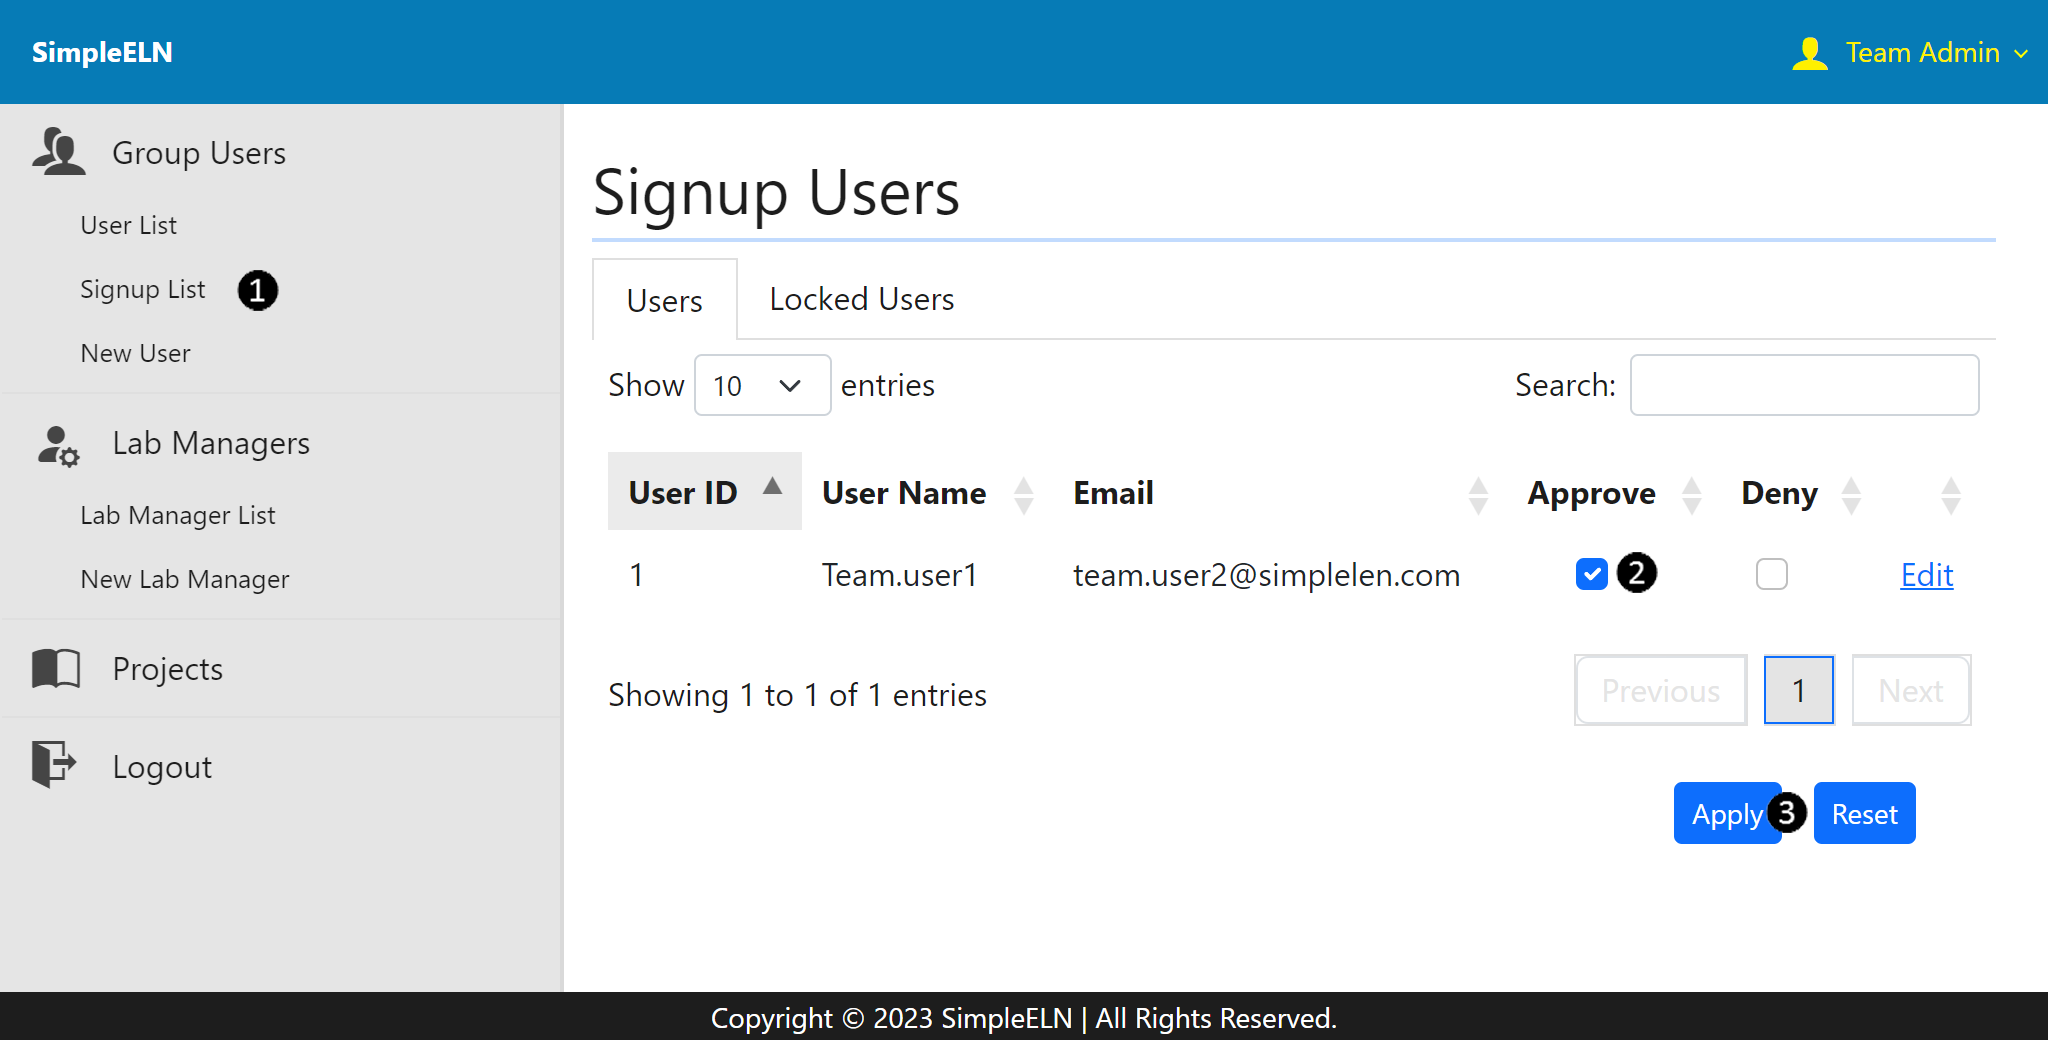 SimpleELN
Team Admin
Group Users
User List
Signup List 1
New User
Lab Managers
Lab Manager List
New Lab Manager
Projects
Logout
Signup Users
Users Locked Users
Show 10 entries Search:
User ID User Name Email Approve Deny
1 Team.user1 team.user2@simplelen.com 2 Edit
Showing 1 to 1 of 1 entries Previous 1 Next
Apply 3 Reset
Copyright © 2023 SimpleELN | All Rights Reserved.